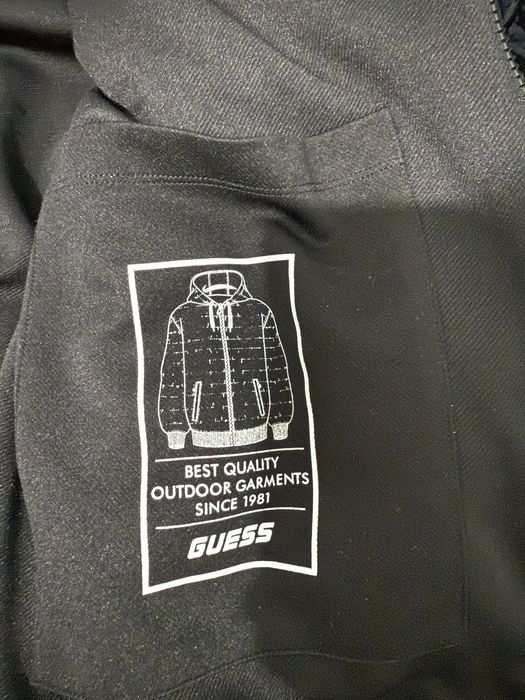 BEST QUALITY
OUTDOOR GARMENTS
SINCE 1981
GUESS